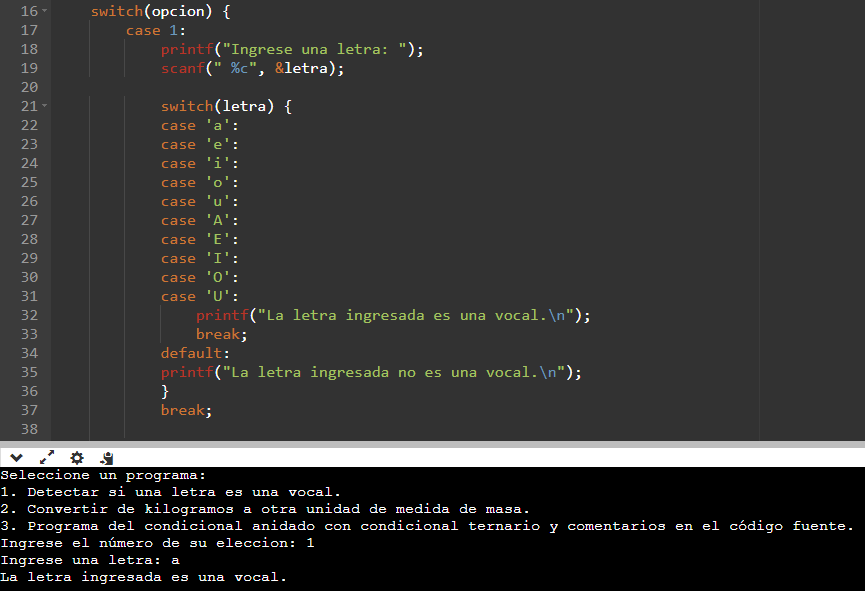 16 switch(opcion) {
17 case 1:
18 printf("Ingrese una letra: ");
19 scanf(" %c", &letra);
20
21 switch(letra) {
22 case 'a':
23 case 'e':
24 case 'i':
25 case 'o':
26 case 'u':
27 case 'A':
28 case 'E':
29 case 'I':
30 case 'O':
31 case 'U':
32 printf("La letra ingresada es una vocal.\n");
33 break;
34 default:
35 printf("La letra ingresada no es una vocal.\n");
36 }
37 break;
38
Seleccione un programa:
1. Detectar si una letra es una vocal.
2. Convertir de kilogramos a otra unidad de medida de masa.
3. Programa del condicional anidado con condicional ternario y comentarios en el código fuente.
Ingrese el número de su eleccion: 1
Ingrese una letra: a
La letra ingresada es una vocal.